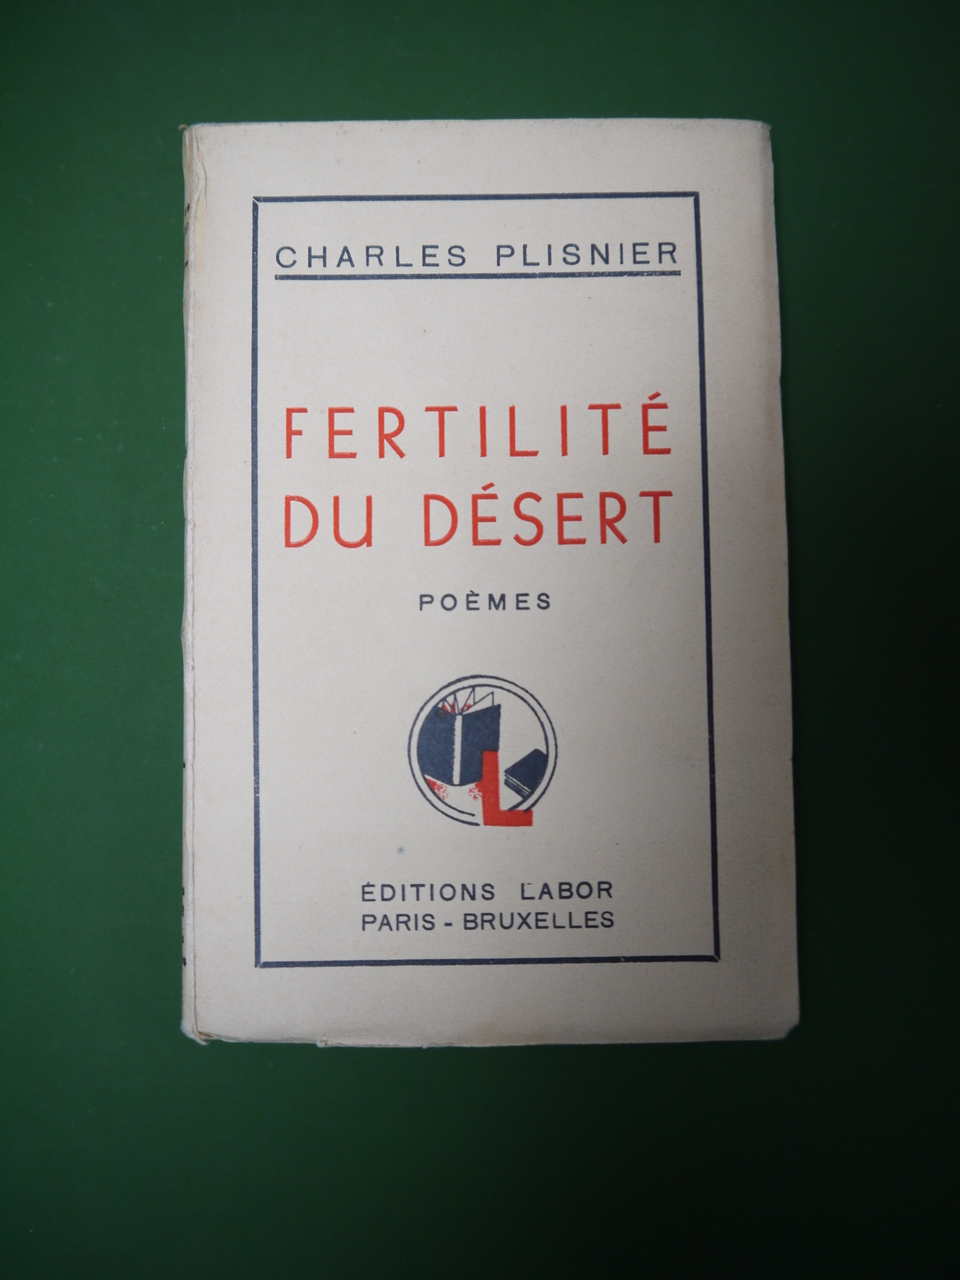 CHARLES PLISNIER
FERTILITÉ
DU DÉSERT
POÈMES
L
ÉDITIONS LABOR
PARIS - BRUXELLES